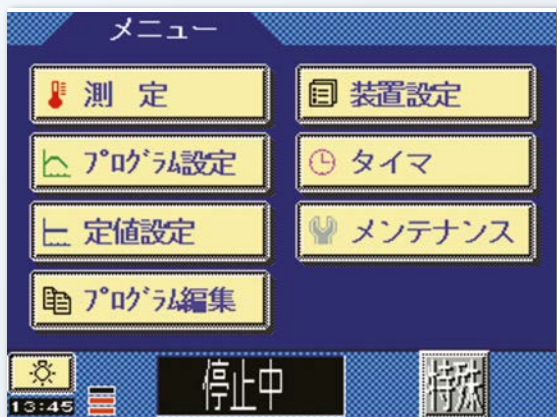 メニュー
測 定
装置設定
プログラム設定
タイマ
定値設定
メンテナンス
プログラム編集
停止中
特殊
13:45